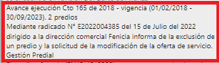 Avance ejecución Cto 165 de 2018 - vigencia (01/02/2018 -
30/09/2023). 2 predios
Mediante radicado N° E2022004385 del 15 de Julio del 2022
dirigido a la dirección comercial Fenicia informa de la exclusión de
un predio y la solicitud de la modificación de la oferta de servicio.
Gestión Predial